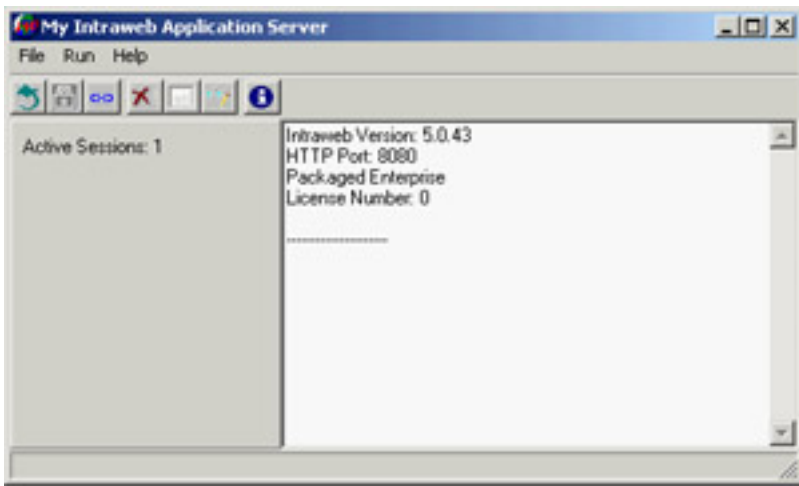 My Intraweb Application Server
File Run Help
Active Sessions: 1
Intraweb Version: 5.0.43
HTTP Port: 8080
Packaged Enterprise
License Number: 0
-------------------